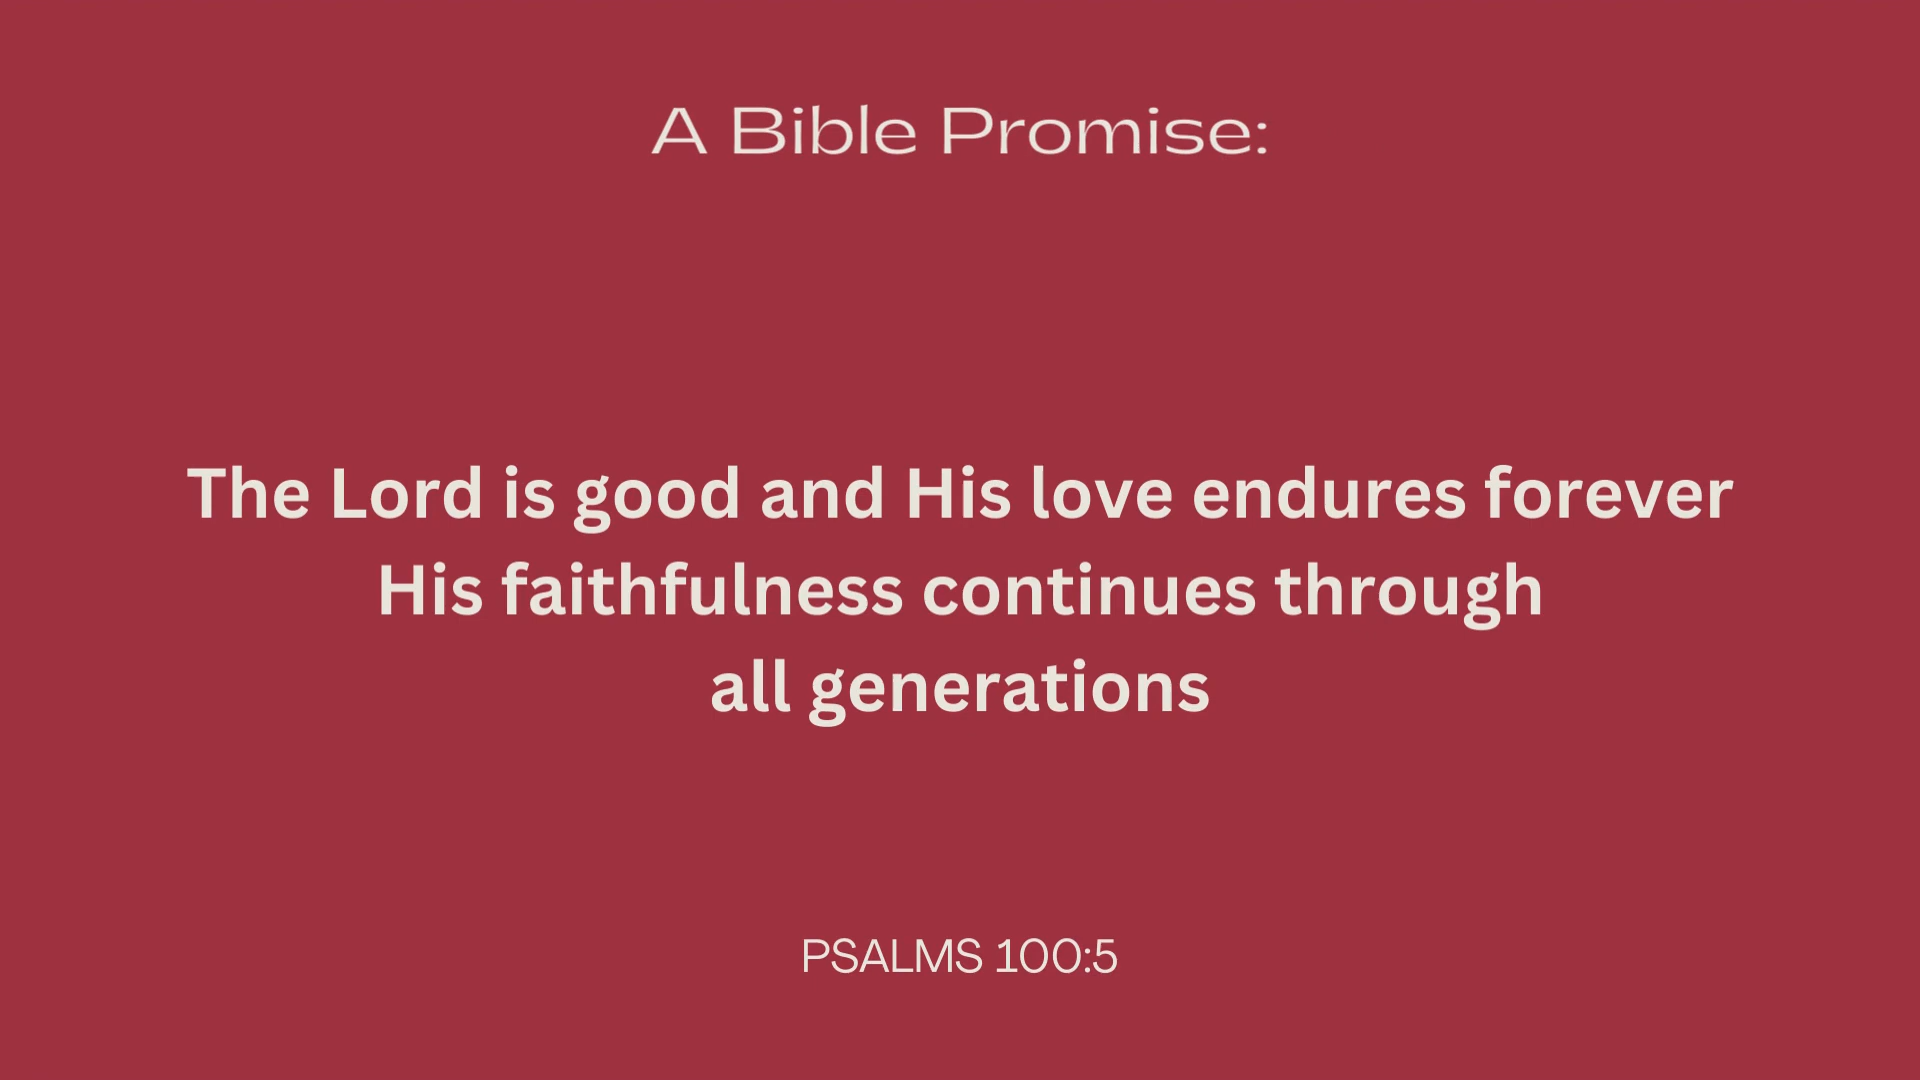 A Bible Promise:
The Lord is good and His love endures forever
His faithfulness continues through
all generations
PSALMS 100:5